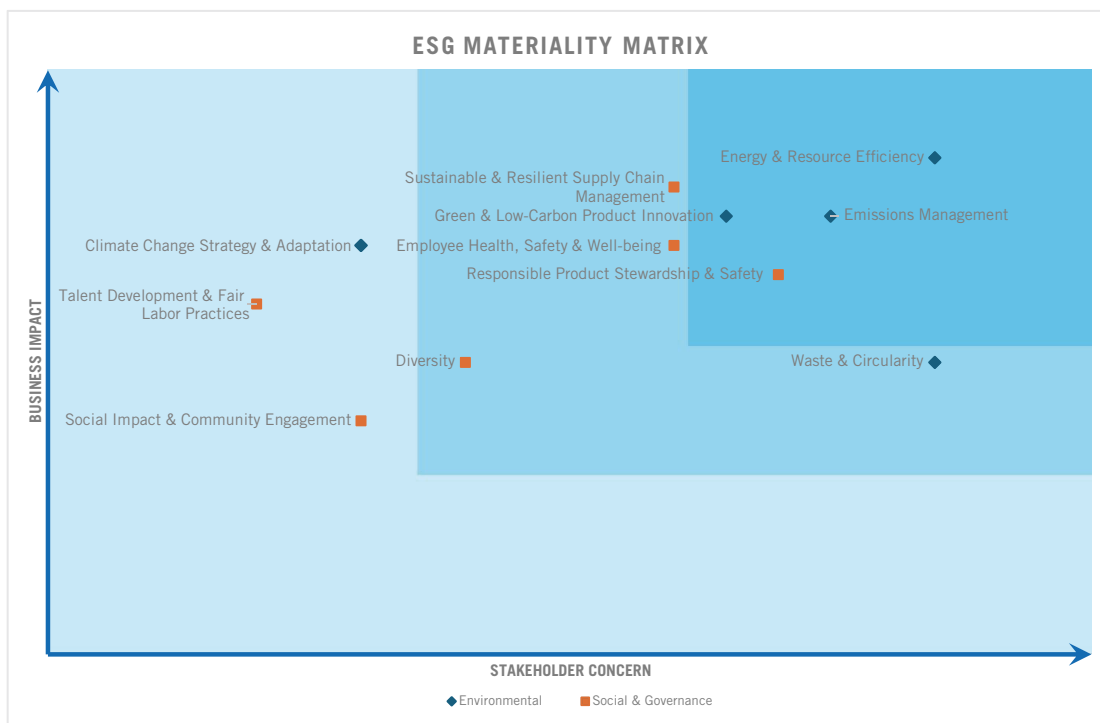 ESG MATERIALITY MATRIX
Energy & Resource Efficiency
Sustainable & Resilient Supply Chain
Management
Green & Low-Carbon Product Innovation
Emissions Management
Climate Change Strategy & Adaptation
Employee Health, Safety & Well-being
Responsible Product Stewardship & Safety
Talent Development & Fair
Labor Practices
Diversity
Waste & Circularity
Social Impact & Community Engagement
BUSINESS IMPACT
STAKEHOLDER CONCERN
Environmental
Social & Governance